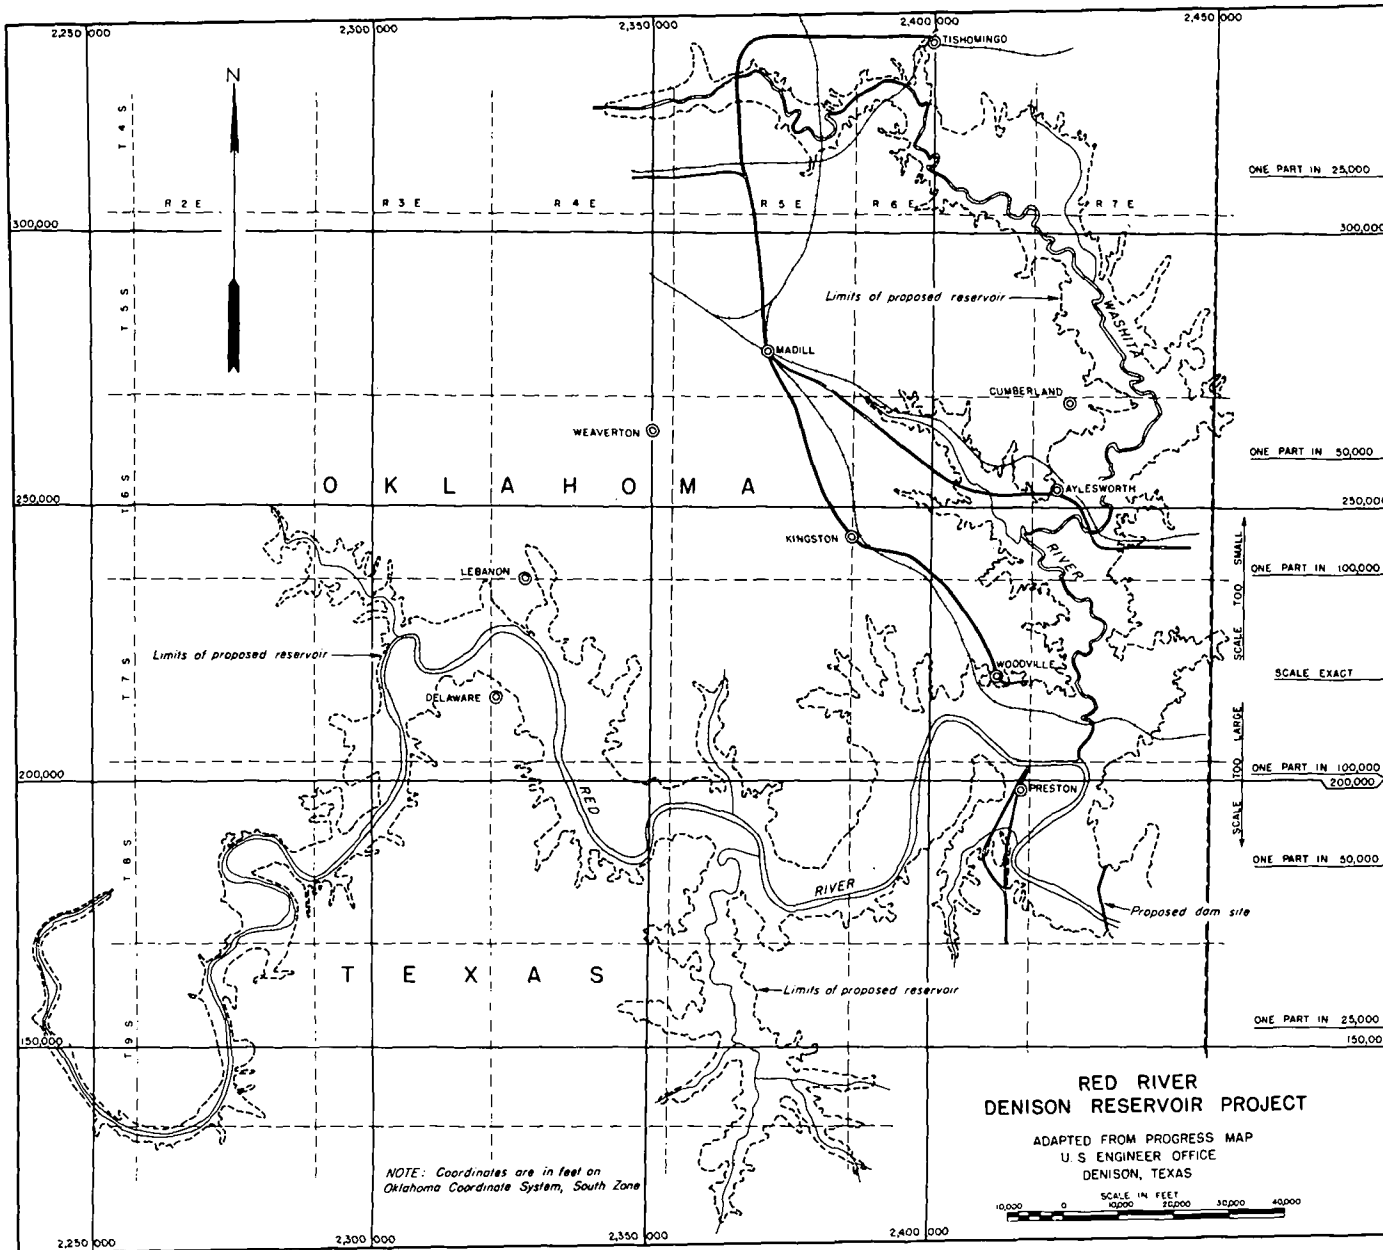 2,250,000 2,300,000 2,350,000 2,400,000 2,450,000
N
TISHOMINGO
T 4 S
ONE PART IN 25,000
R 2 E R 3 E R 4 E R 5 E R 6 E R 7 E
300,000 300,000
T 5 S
Limits of proposed reservoir
WASHITA
MADILL
CUMBERLAND
WEAVERTON
ONE PART IN 50,000
OKLAHOMA
AYLESWORTH
T 6 S
250,000 250,000
KINGSTON
RIVER
SCALE TOO SMALL
LEBANON
ONE PART IN 100,000
Limits of proposed reservoir
T 7 S
WOODVILLE
SCALE EXACT
DELAWARE
SCALE TOO LARGE
200,000
ONE PART IN 100,000
200,000
RED
PRESTON
T 8 S
ONE PART IN 50,000
RIVER
Proposed dam site
TEXAS
Limits of proposed reservoir
T 9 S
ONE PART IN 25,000
150,000 150,00
RED RIVER
DENISON RESERVOIR PROJECT
ADAPTED FROM PROGRESS MAP
U.S ENGINEER OFFICE
DENISON, TEXAS
NOTE: Coordinates are in feet on
Oklahoma Coordinate System, South Zone
SCALE IN FEET
10,000 0 10,000 20,000 30,000 40,000
2,250,000 2,300,000 2,350,000 2,400,000